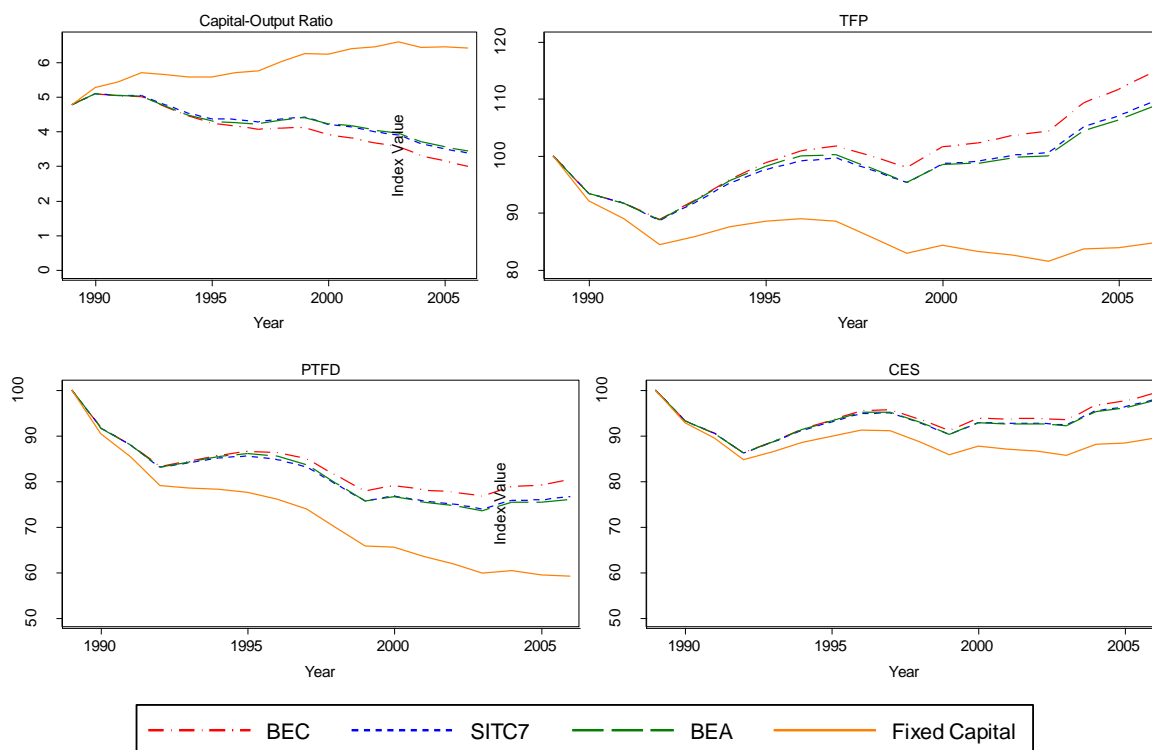 Capital-Output Ratio
6
5
4
3
2
1
0
Index Value
1990 1995 2000 2005
Year
TFP
120
110
100
90
80
1990 1995 2000 2005
Year
PTFD
100
90
80
70
60
50
Index Value
1990 1995 2000 2005
Year
CES
100
90
80
70
60
50
1990 1995 2000 2005
Year
BEC SITC7 BEA Fixed Capital